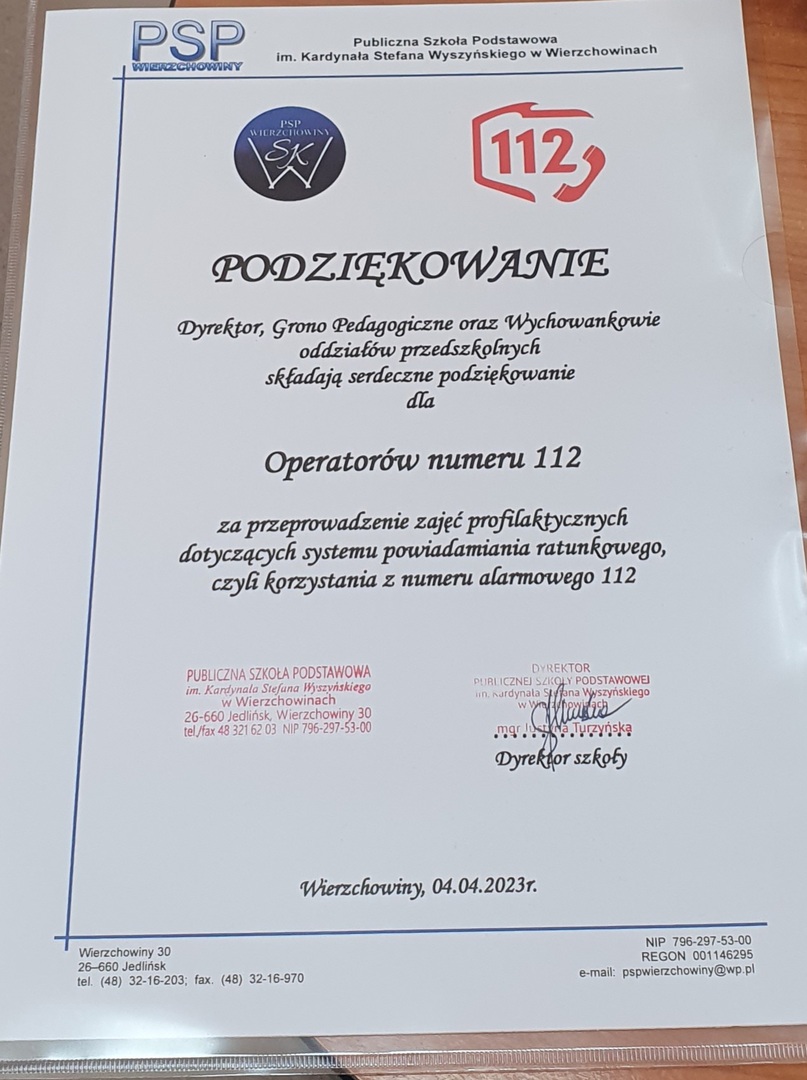 PSP
WIERZCHOWINY
Publiczna Szkoła Podstawowa
im. Kardynała Stefana Wyszyńskiego w Wierzchowinach
PSP
WIERZCHOWINY
SK
W
112
PODZIĘKOWANIE
Dyrektor, Grono Pedagogiczne oraz Wychowankowie
oddziałów przedszkolnych
składają serdeczne podziękowanie
dla
Operatorów numeru 112
za przeprowadzenie zajęć profilaktycznych
dotyczących systemu powiadamiania ratunkowego,
czyli korzystania z numeru alarmowego 112
PUBLICZNA SZKOŁA PODSTAWOWA
im. Kardynała Stefana Wyszyńskiego
w Wierzchowinach
26-660 Jedlińsk, Wierzchowiny 30
tel./fax 48 321 62 03 NIP 796-297-53-00
DYREKTOR
PUBLICZNEJ SZKOŁY PODSTAWOWEJ
im. Kardynała Stefana Wyszyńskiego
w Wierzchowinach
mgr Justyna Turzyńska
Dyrektor szkoły
Wierzchowiny, 04.04.2023r.
Wierzchowiny 30
26–660 Jedlińsk
tel. (48) 32-16-203; fax. (48) 32-16-970
NIP 796-297-53-00
REGON 001146295
e-mail: pspwierzchowiny@wp.pl